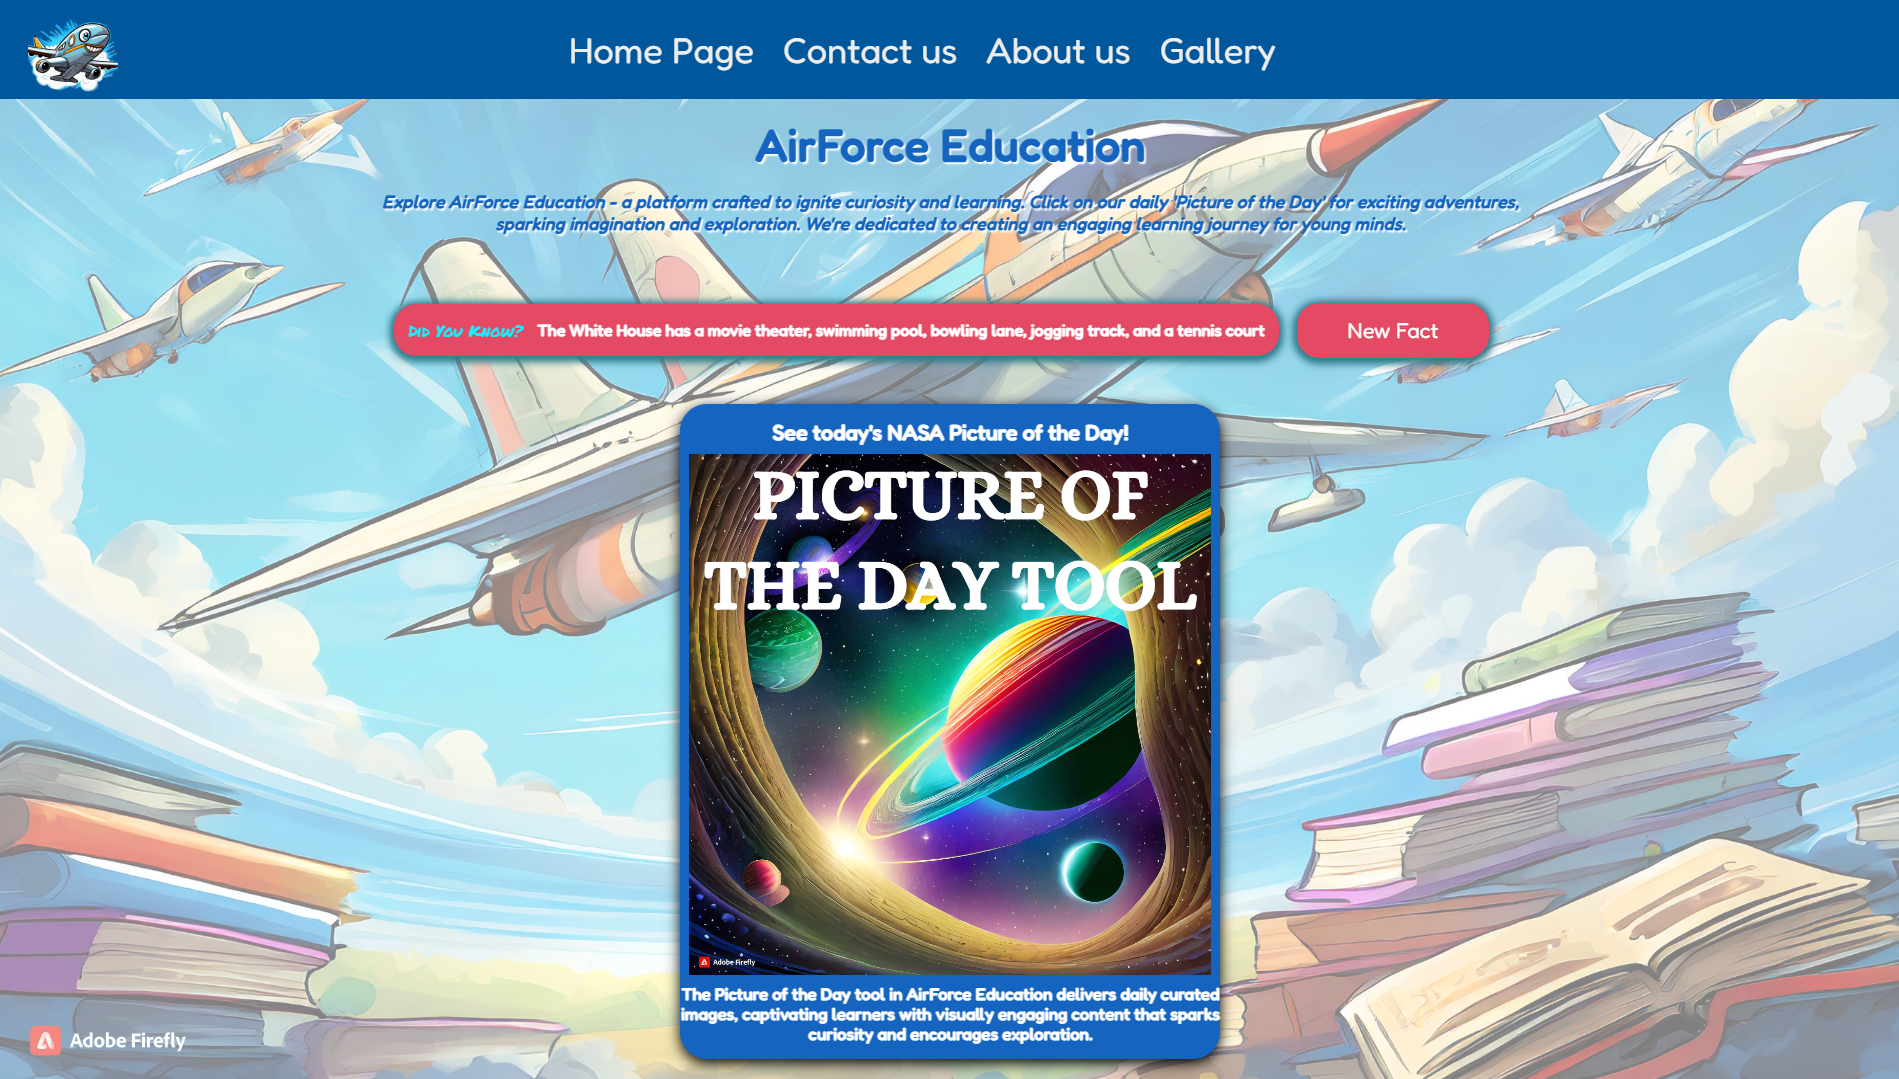 Home Page Contact us About us Gallery
AirForce Education
Explore AirForce Education - a platform crafted to ignite curiosity and learning. Click on our daily 'Picture of the Day' for exciting adventures,
sparking imagination and exploration. We're dedicated to creating an engaging learning journey for young minds.
Did You Know? The White House has a movie theater, swimming pool, bowling lane, jogging track, and a tennis court
New Fact
See today's NASA Picture of the Day!
PICTURE OF
THE DAY TOOL
Adobe Firefly
The Picture of the Day tool in AirForce Education delivers daily curated
images, captivating learners with visually engaging content that sparks
curiosity and encourages exploration.
Adobe Firefly